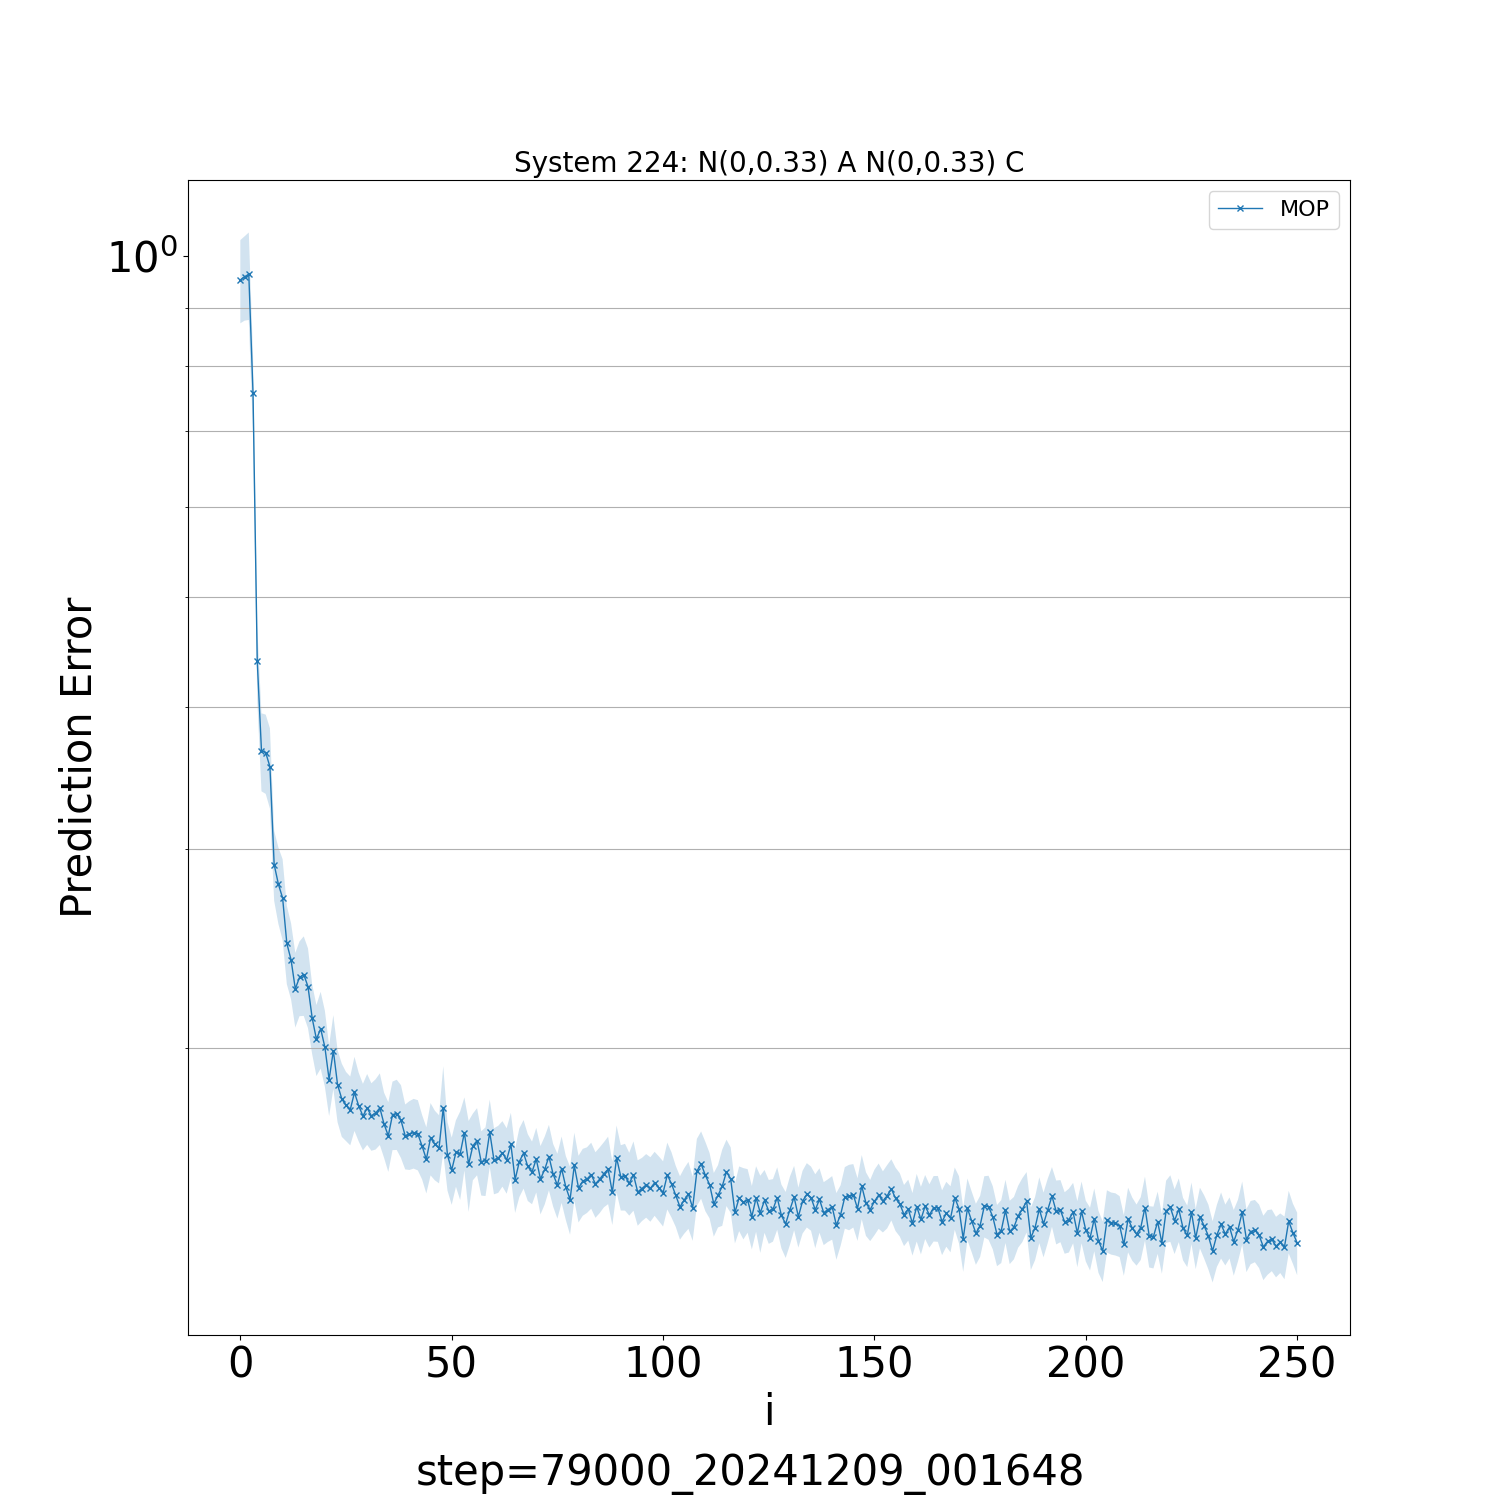 System 224: N(0,0.33) A N(0,0.33) C
MOP
10⁰
Prediction Error
0 50 100 150 200 250
i
step=79000_20241209_001648